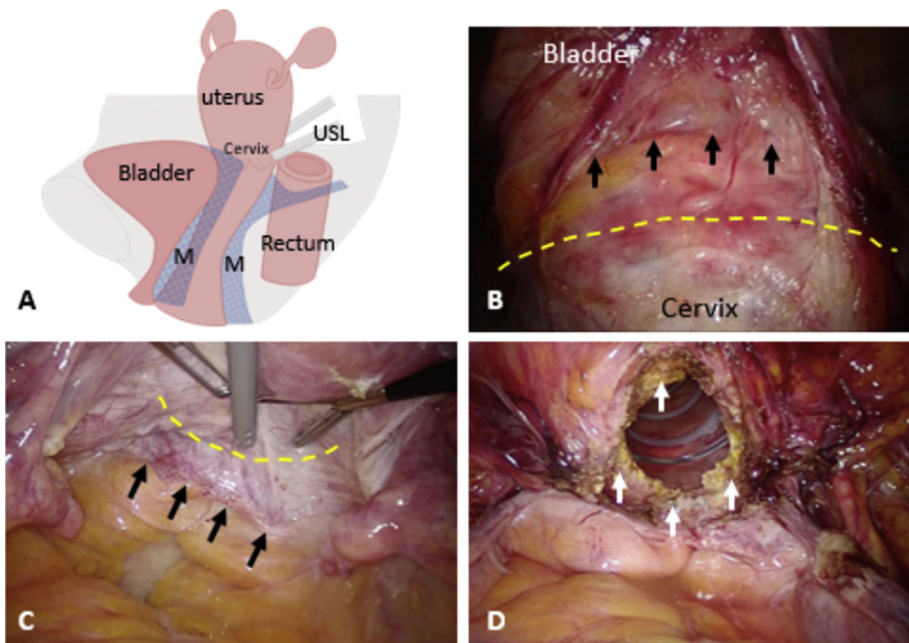 uterus
USL
Cervix
Bladder
M
M
Rectum
A
Bladder
Cervix
B
C
D